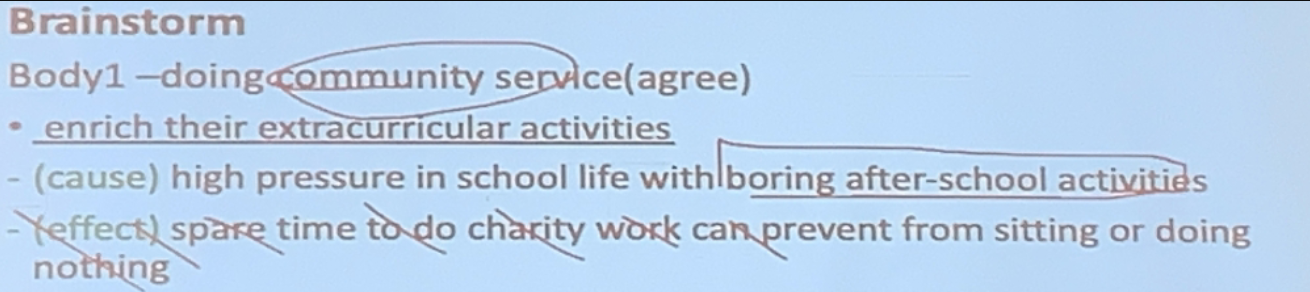 Brainstorm
Body1 –doing community service(agree)
• enrich their extracurricular activities
- (cause) high pressure in school life with boring after-school activities
- (effect) spare time to do charity work can prevent from sitting or doing
nothing